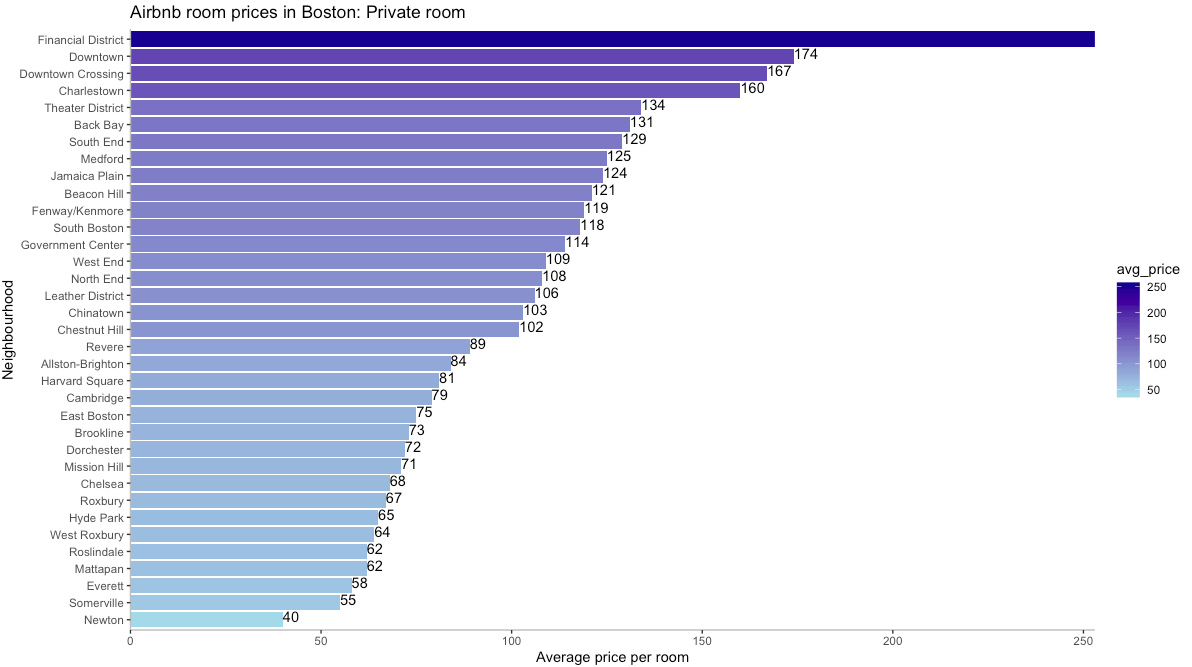 Airbnb room prices in Boston: Private room
Neighbourhood
Financial District
Downtown 174
Downtown Crossing 167
Charlestown 160
Theater District 134
Back Bay 131
South End 129
Medford 125
Jamaica Plain 124
Beacon Hill 121
Fenway/Kenmore 119
South Boston 118
Government Center 114
West End 109
North End 108
Leather District 106
Chinatown 103
Chestnut Hill 102
Revere 89
Allston-Brighton 84
Harvard Square 81
Cambridge 79
East Boston 75
Brookline 73
Dorchester 72
Mission Hill 71
Chelsea 68
Roxbury 67
Hyde Park 65
West Roxbury 64
Roslindale 62
Mattapan 62
Everett 58
Somerville 55
Newton 40
0 50 100 150 200 250
Average price per room
avg_price
250
200
150
100
50